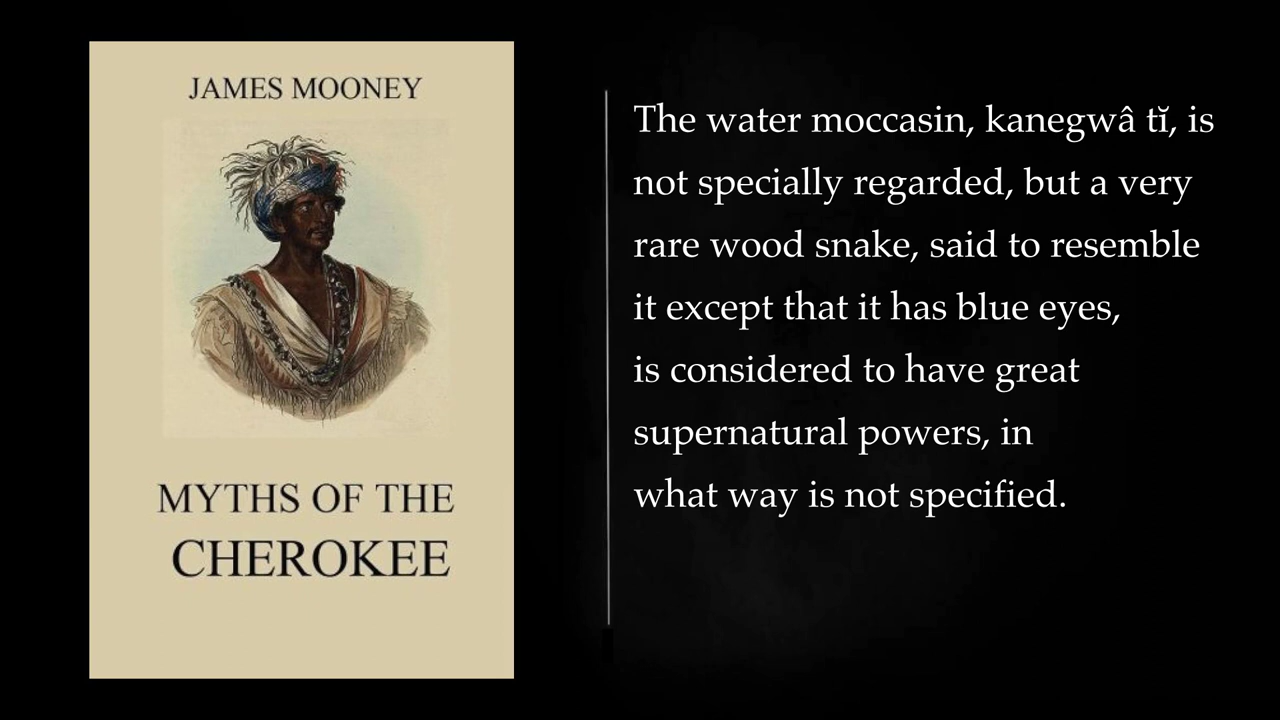 JAMES MOONEY
MYTHS OF THE
CHEROKEE
The water moccasin, kanegwâ tĭ, is
not specially regarded, but a very
rare wood snake, said to resemble
it except that it has blue eyes,
is considered to have great
supernatural powers, in
what way is not specified.